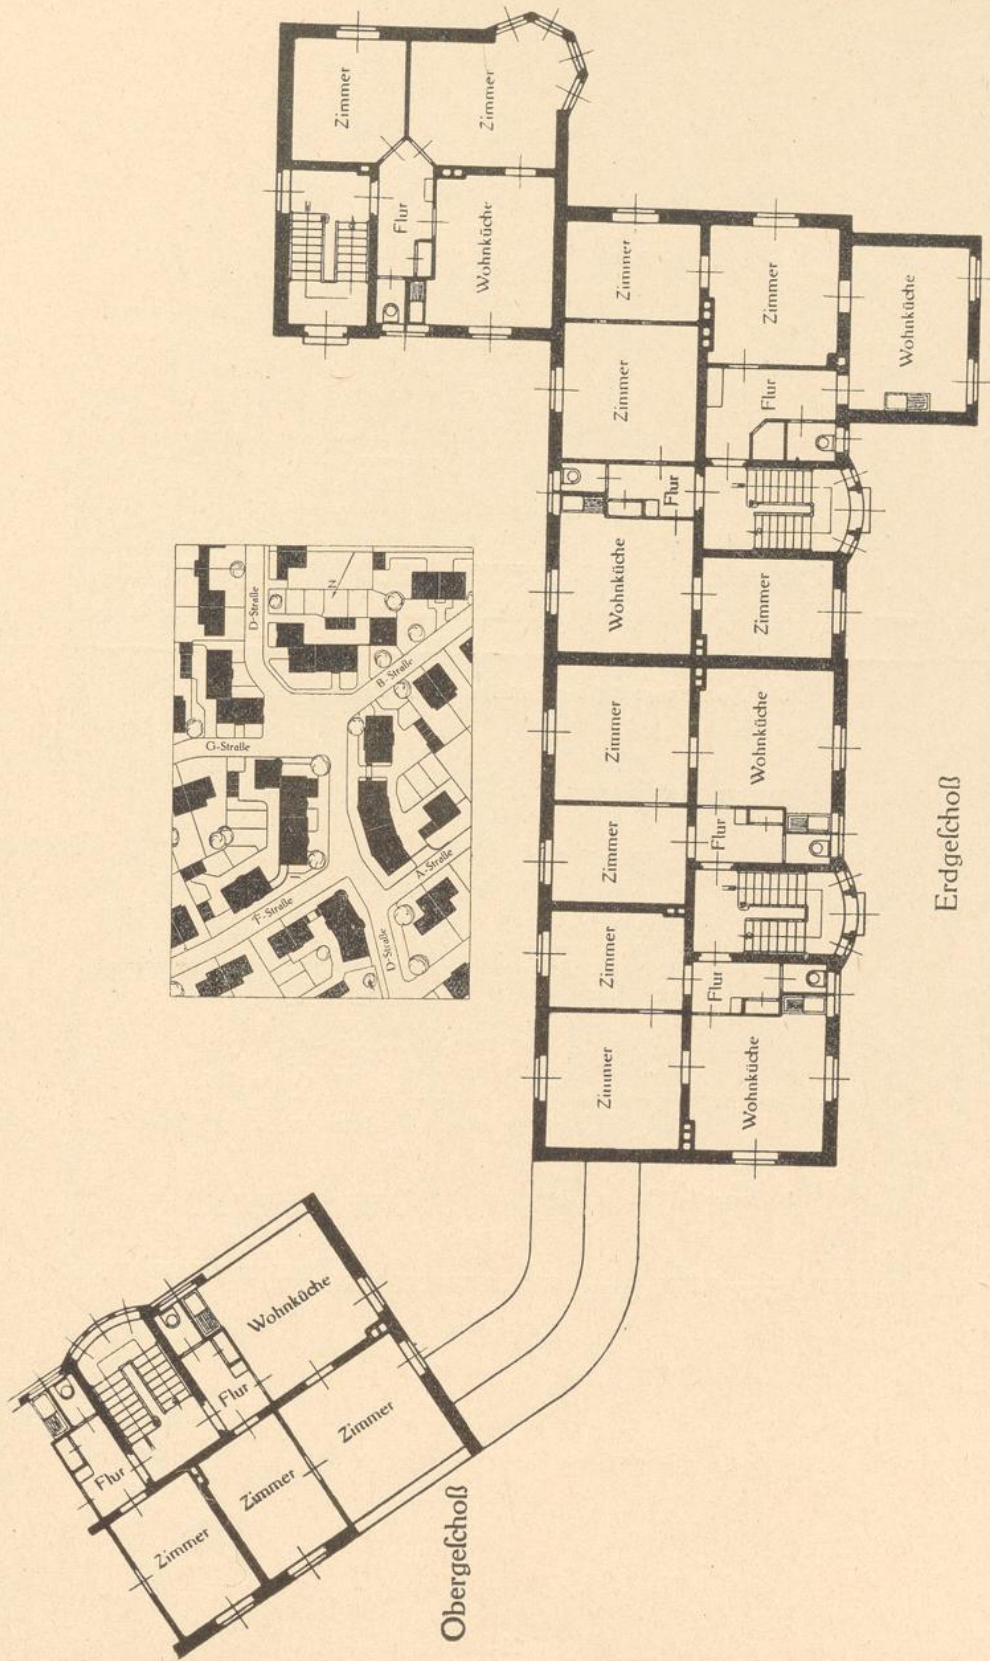 Zimmer
Zimmer
Flur
Wohnküche
Zimmer
Zimmer
Wohnküche
Zimmer
Flur
Flur
Wohnküche
Zimmer
D-Straße
N
B-Straße
G-Straße
A-Straße
F-Straße
D-Straße
Zimmer
Wohnküche
Zimmer
Flur
Zimmer
Flur
Zimmer
Wohnküche
Erdgeſchoß
Wohnküche
Flur
Zimmer
Zimmer
Flur
Zimmer
Obergeſchoß